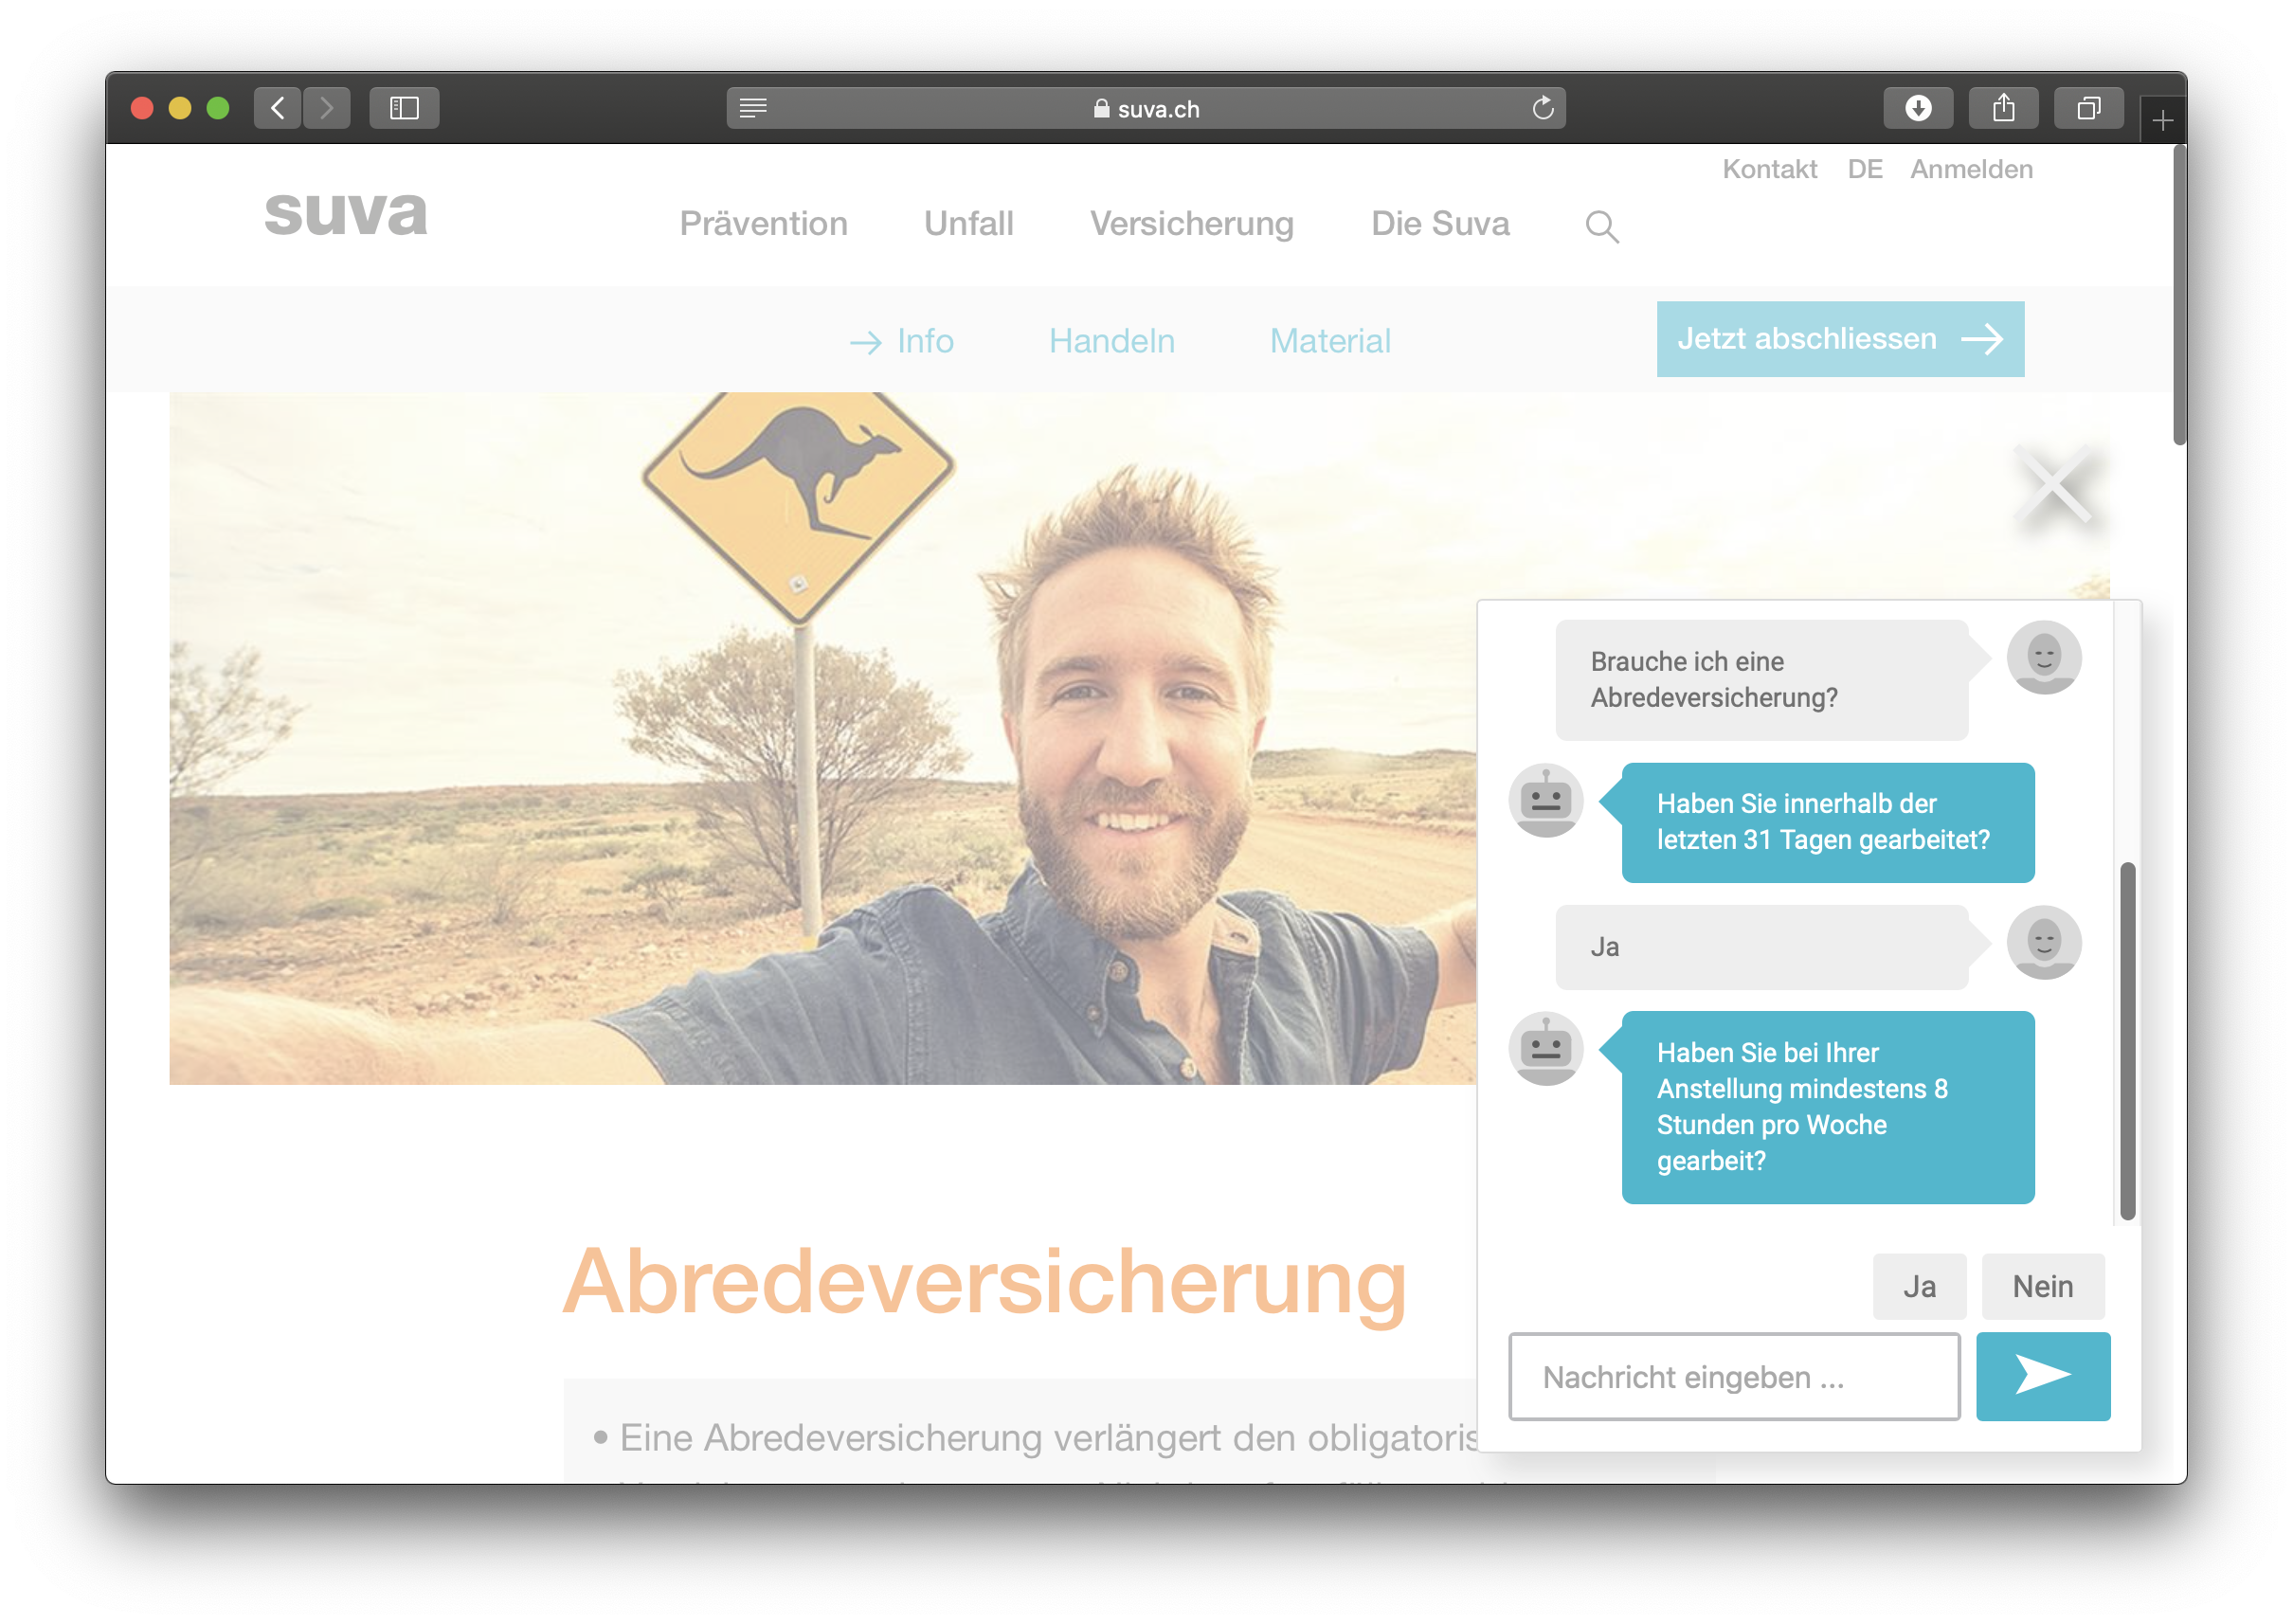 suva.ch
Kontakt DE Anmelden
suva
Prävention Unfall Versicherung Die Suva
Info Handeln Material
Jetzt abschliessen
Brauche ich eine
Abredeversicherung?
Haben Sie innerhalb der
letzten 31 Tagen gearbeitet?
Ja
Haben Sie bei Ihrer
Anstellung mindestens 8
Stunden pro Woche
gearbeit?
Ja Nein
Nachricht eingeben ...
Abredeversicherung
• Eine Abredeversicherung verlängert den